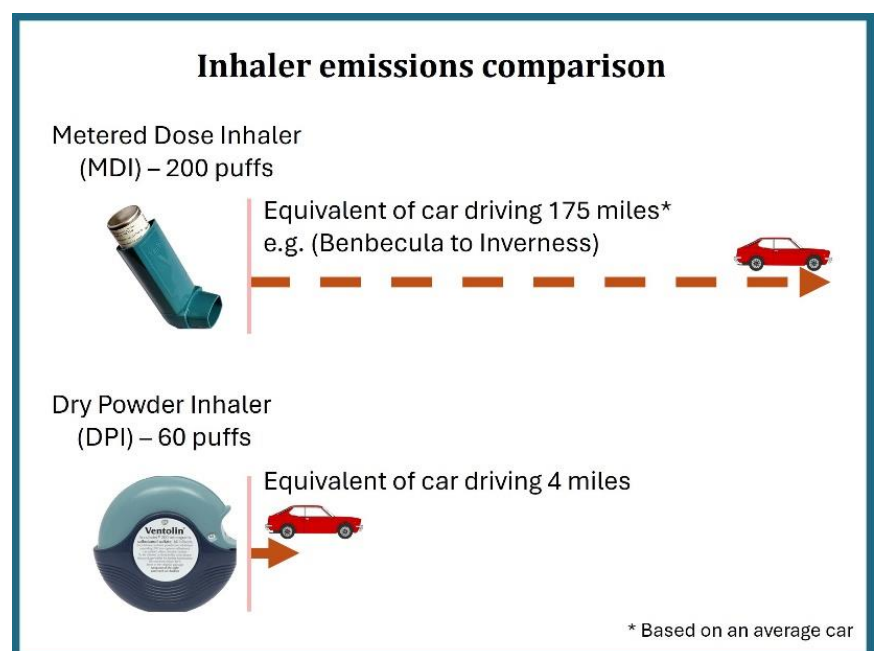 Inhaler emissions comparison
Metered Dose Inhaler
(MDI) – 200 puffs
Equivalent of car driving 175 miles*
e.g. (Benbecula to Inverness)
Dry Powder Inhaler
(DPI) – 60 puffs
Equivalent of car driving 4 miles
Ventolin
* Based on an average car